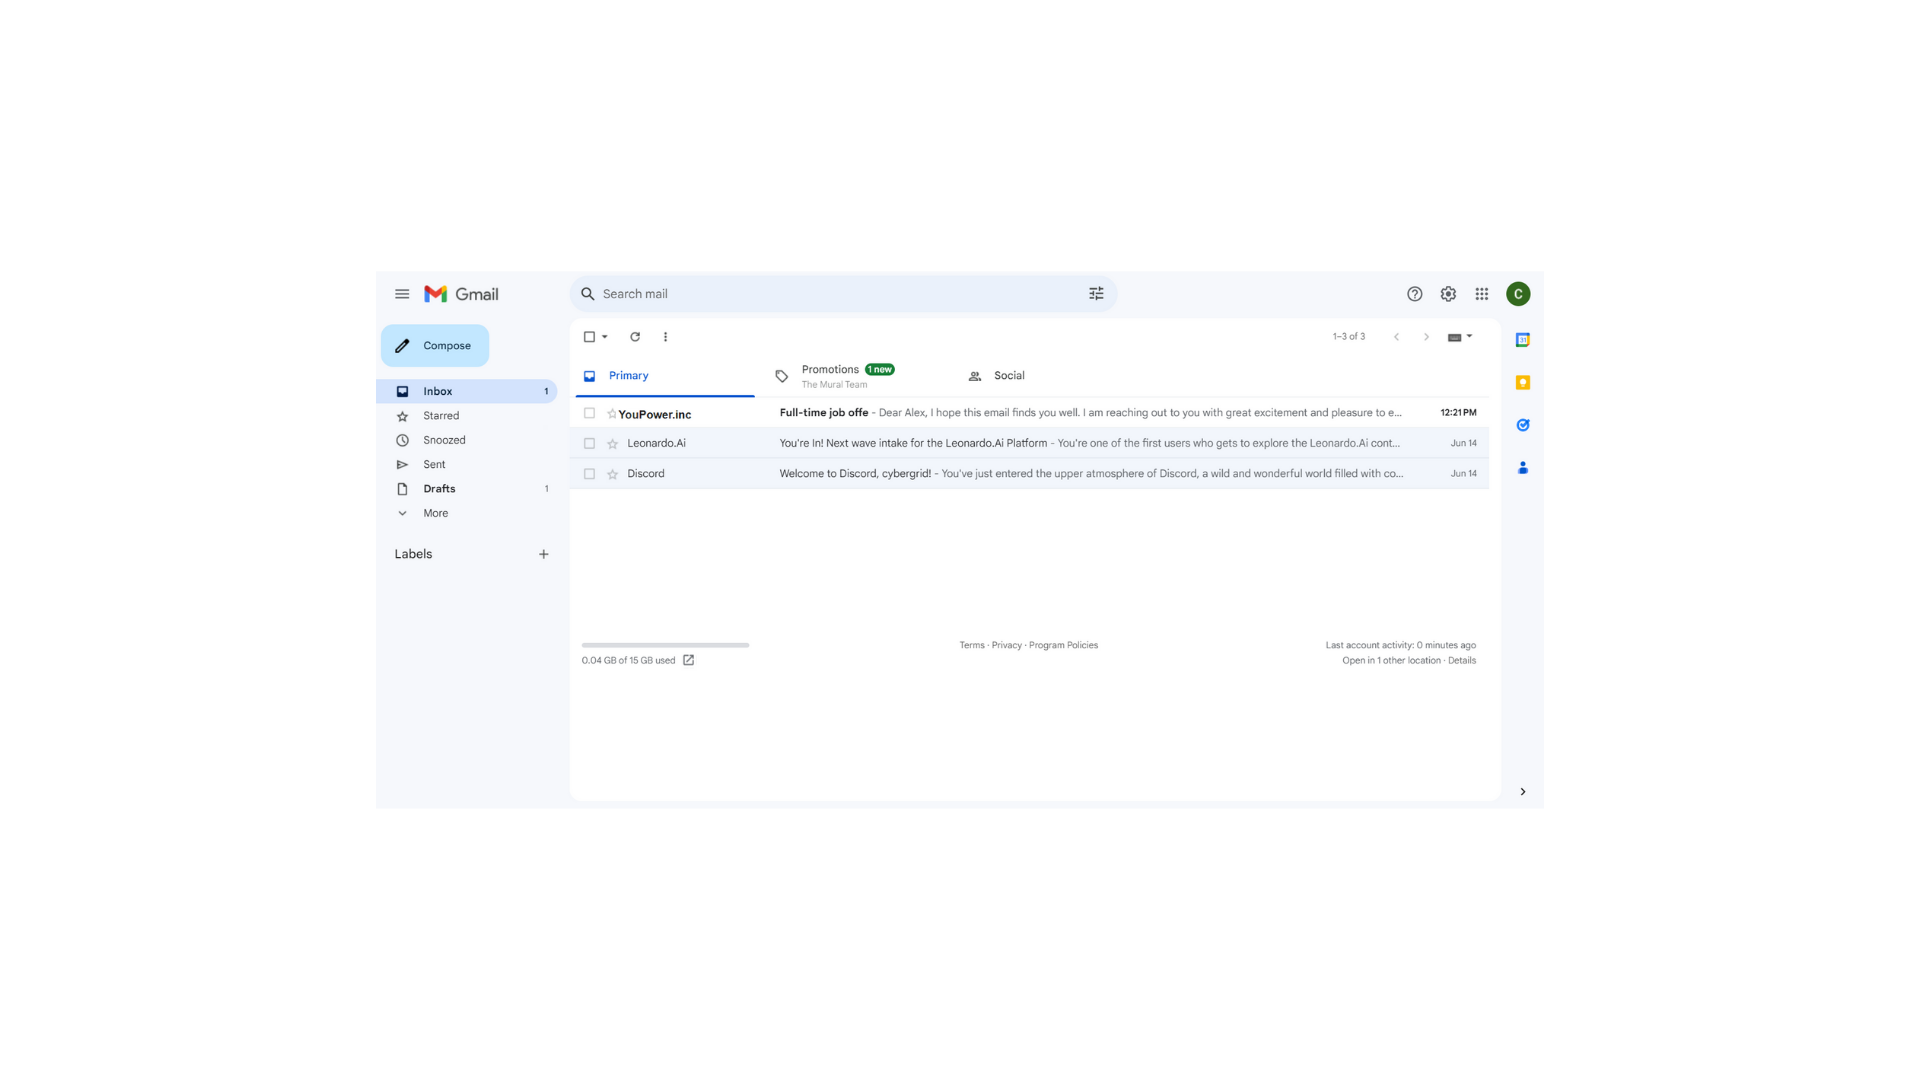 Gmail
Search mail
C
Compose
1–3 of 3
31
Inbox 1
Starred
Snoozed
Sent
Drafts 1
More
Labels
Primary
Promotions 1 new
The Mural Team
Social
YouPower.inc Full-time job offe - Dear Alex, I hope this email finds you well. I am reaching out to you with great excitement and pleasure to e... 12:21 PM
Leonardo.Ai You're In! Next wave intake for the Leonardo.Ai Platform - You're one of the first users who gets to explore the Leonardo.Ai cont... Jun 14
Discord Welcome to Discord, cybergrid! - You've just entered the upper atmosphere of Discord, a wild and wonderful world filled with co... Jun 14
0.04 GB of 15 GB used
Terms · Privacy · Program Policies
Last account activity: 0 minutes ago
Open in 1 other location · Details